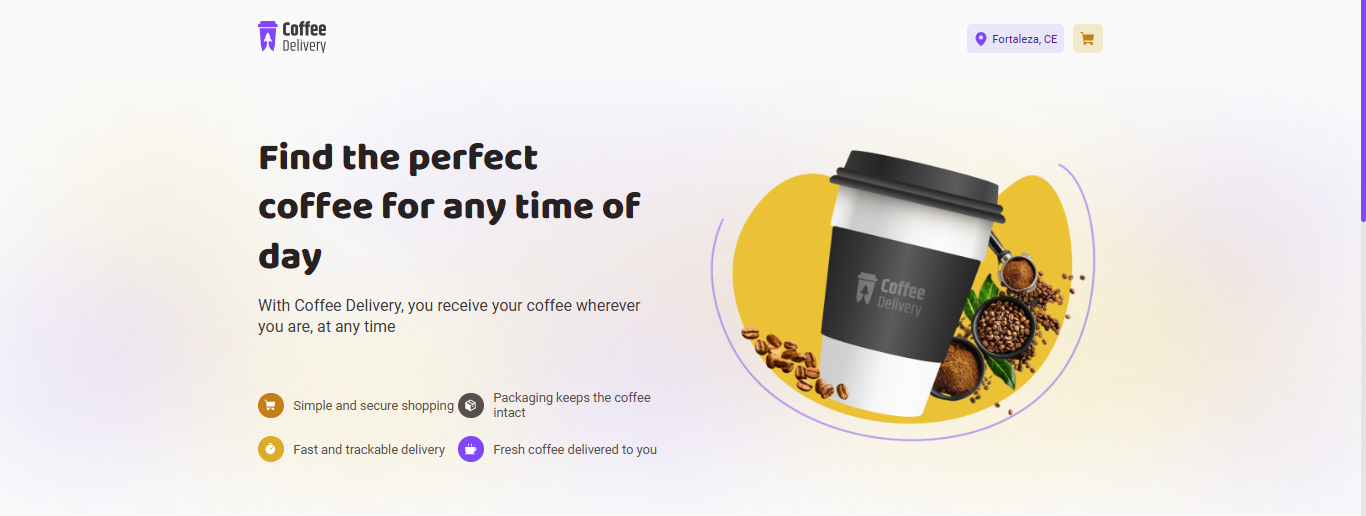 Coffee
Delivery
Fortaleza, CE
Find the perfect
coffee for any time of
day
With Coffee Delivery, you receive your coffee wherever
you are, at any time
Simple and secure shopping
Packaging keeps the coffee
intact
Fast and trackable delivery
Fresh coffee delivered to you
Coffee
Delivery